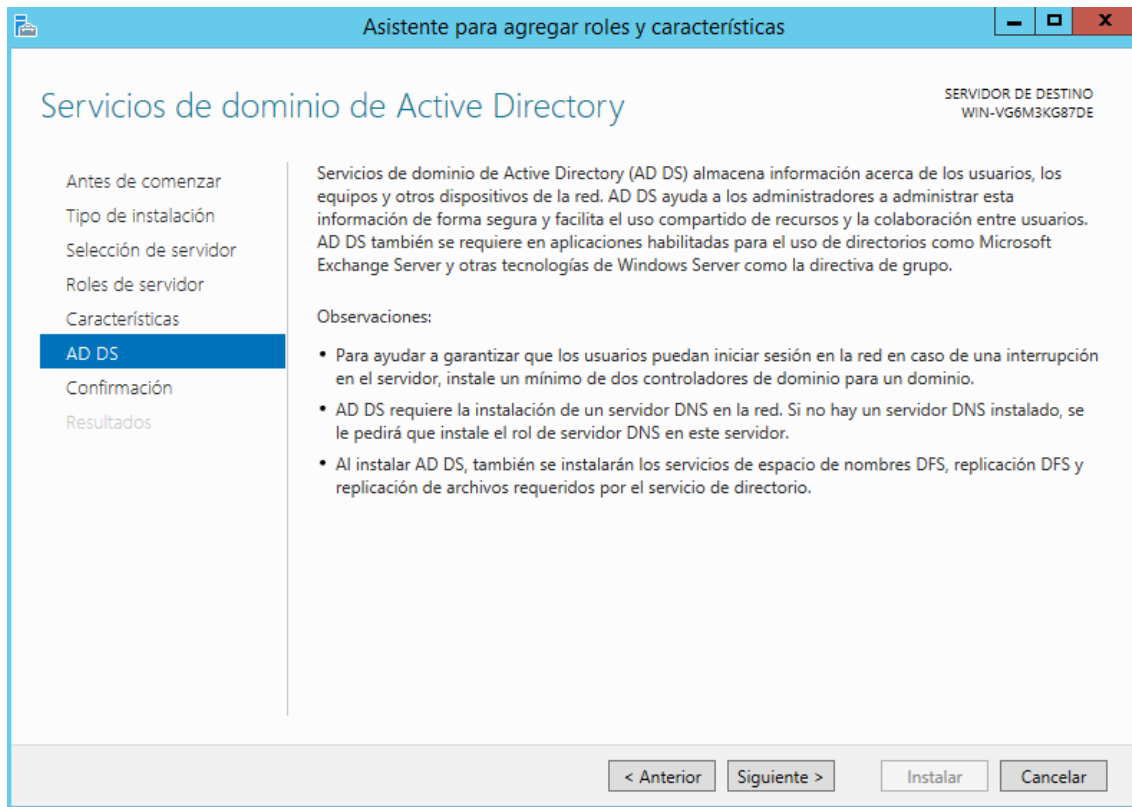 Asistente para agregar roles y características
Servicios de dominio de Active Directory
SERVIDOR DE DESTINO
WIN-VG6M3KG87DE
Antes de comenzar
Tipo de instalación
Selección de servidor
Roles de servidor
Características
AD DS
Confirmación
Resultados
Servicios de dominio de Active Directory (AD DS) almacena información acerca de los usuarios, los
equipos y otros dispositivos de la red. AD DS ayuda a los administradores a administrar esta
información de forma segura y facilita el uso compartido de recursos y la colaboración entre usuarios.
AD DS también se requiere en aplicaciones habilitadas para el uso de directorios como Microsoft
Exchange Server y otras tecnologías de Windows Server como la directiva de grupo.
Observaciones:
• Para ayudar a garantizar que los usuarios puedan iniciar sesión en la red en caso de una interrupción
en el servidor, instale un mínimo de dos controladores de dominio para un dominio.
• AD DS requiere la instalación de un servidor DNS en la red. Si no hay un servidor DNS instalado, se
le pedirá que instale el rol de servidor DNS en este servidor.
• Al instalar AD DS, también se instalarán los servicios de espacio de nombres DFS, replicación DFS y
replicación de archivos requeridos por el servicio de directorio.
< Anterior
Siguiente >
Instalar
Cancelar